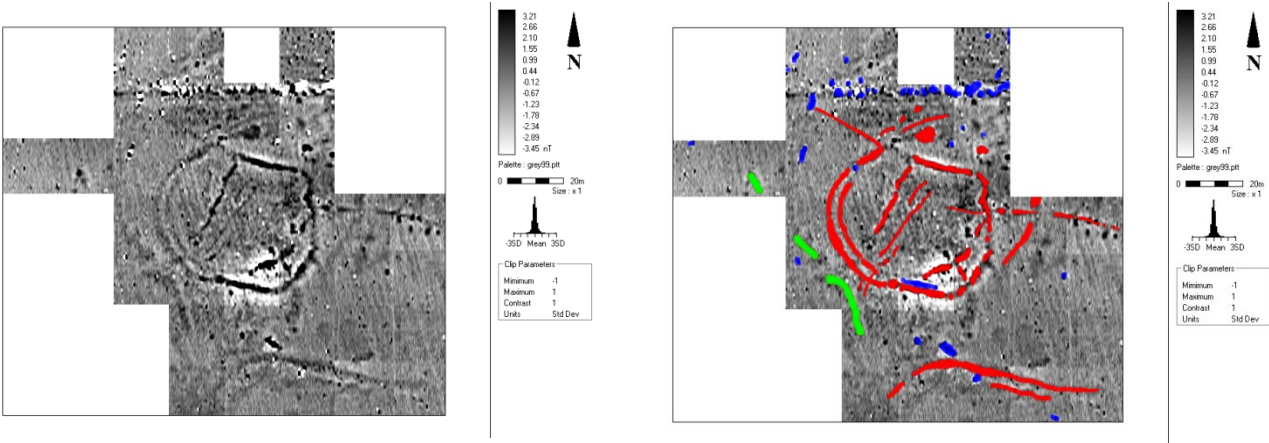 3.21
2.66
2.10
1.55
0.99
0.44
-0.12
-0.67
-1.23
-1.78
-2.34
-2.89
-3.45 nT
N
Palette : grey99.ptt
0 20m
Size : x 1
-3SD Mean 3SD
Clip Parameters
Mimimum -1
Maximum 1
Contrast 1
Units Std Dev
3.21
2.66
2.10
1.55
0.99
0.44
-0.12
-0.67
-1.23
-1.78
-2.34
-2.89
-3.45 nT
N
Palette : grey99.ptt
0 20m
Size : x 1
-3SD Mean 3SD
Clip Parameters
Mimimum -1
Maximum 1
Contrast 1
Units Std Dev